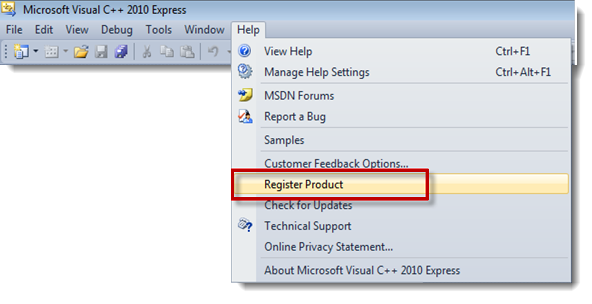 Microsoft Visual C++ 2010 Express
File Edit View Debug Tools Window Help
View Help Ctrl+F1
Manage Help Settings Ctrl+Alt+F1
MSDN Forums
Report a Bug
Samples
Customer Feedback Options...
Register Product
Check for Updates
Technical Support
Online Privacy Statement...
About Microsoft Visual C++ 2010 Express